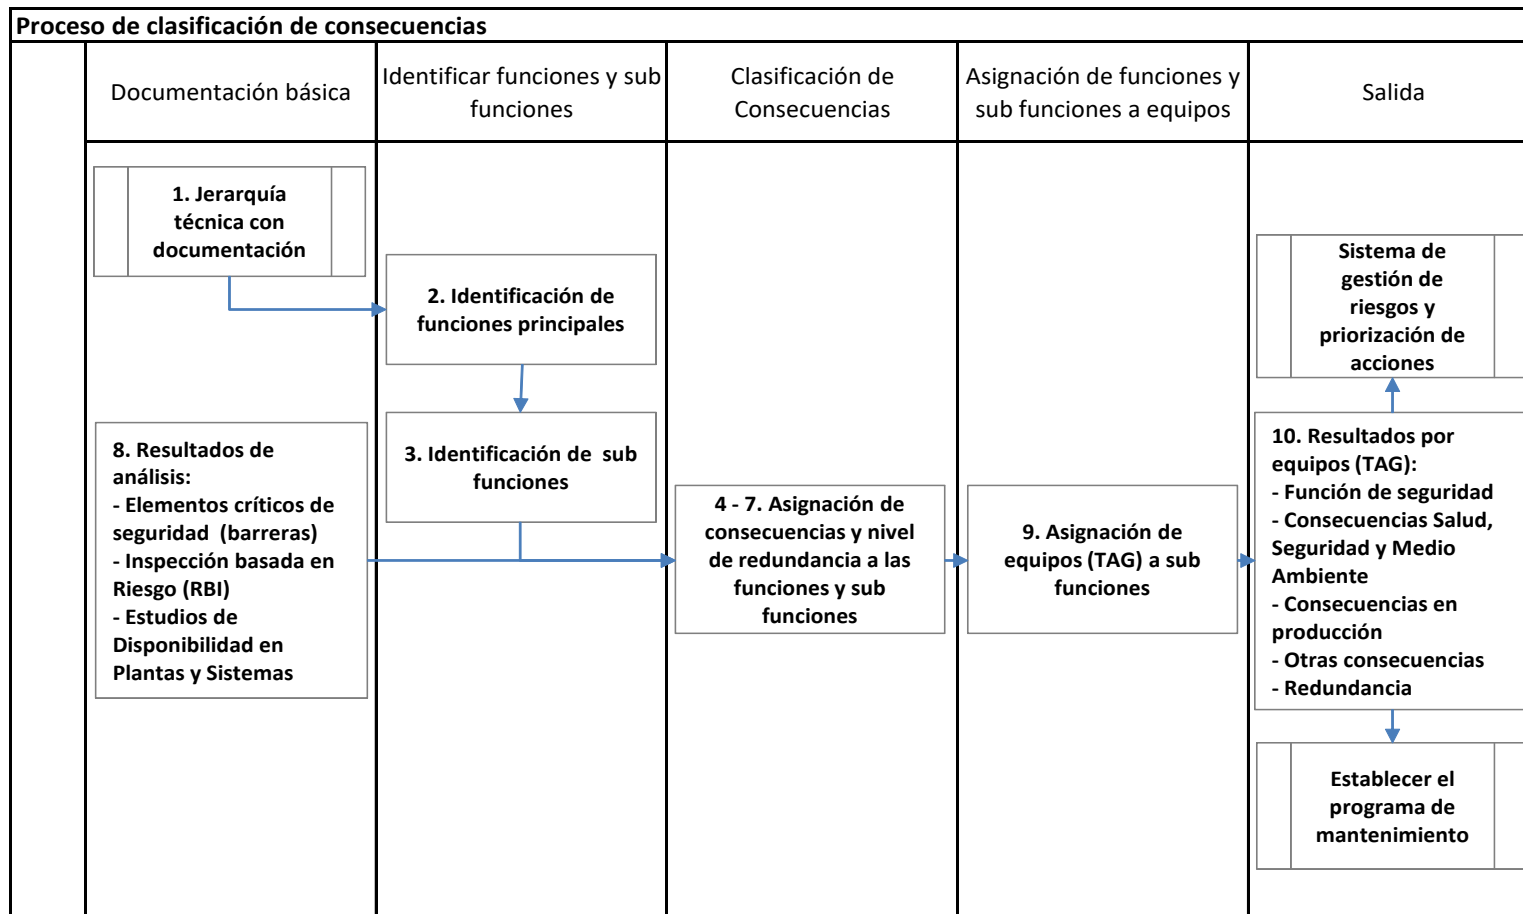 Proceso de clasificación de consecuencias
Documentación básica
Identificar funciones y sub
funciones
Clasificación de
Consecuencias
Asignación de funciones y
sub funciones a equipos
Salida
1. Jerarquía
técnica con
documentación
2. Identificación de
funciones principales
3. Identificación de sub
funciones
8. Resultados de
análisis:
- Elementos críticos de
seguridad (barreras)
- Inspección basada en
Riesgo (RBI)
- Estudios de
Disponibilidad en
Plantas y Sistemas
4 - 7. Asignación de
consecuencias y nivel
de redundancia a las
funciones y sub
funciones
9. Asignación de
equipos (TAG) a sub
funciones
Sistema de
gestión de
riesgos y
priorización de
acciones
10. Resultados por
equipos (TAG):
- Función de seguridad
- Consecuencias Salud,
Seguridad y Medio
Ambiente
- Consecuencias en
producción
- Otras consecuencias
- Redundancia
Establecer el
programa de
mantenimiento